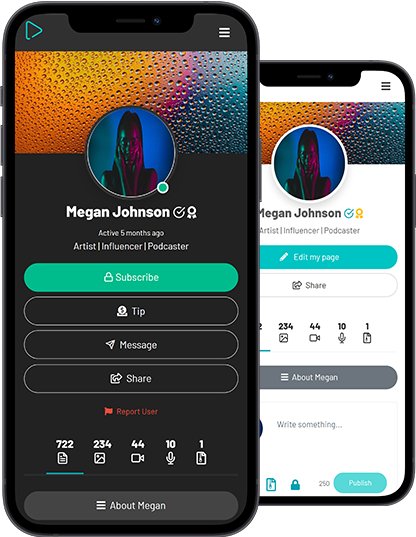 Megan Johnson
Active 5 months ago
Artist | Influencer | Podcaster
Subscribe
Tip
Message
Share
Report User
722 234 44 10 1
About Megan
Megan Johnson
Artist | Influencer | Podcaster
Edit my page
Share
2 234 44 10 1
About Megan
Write something...
250
Publish